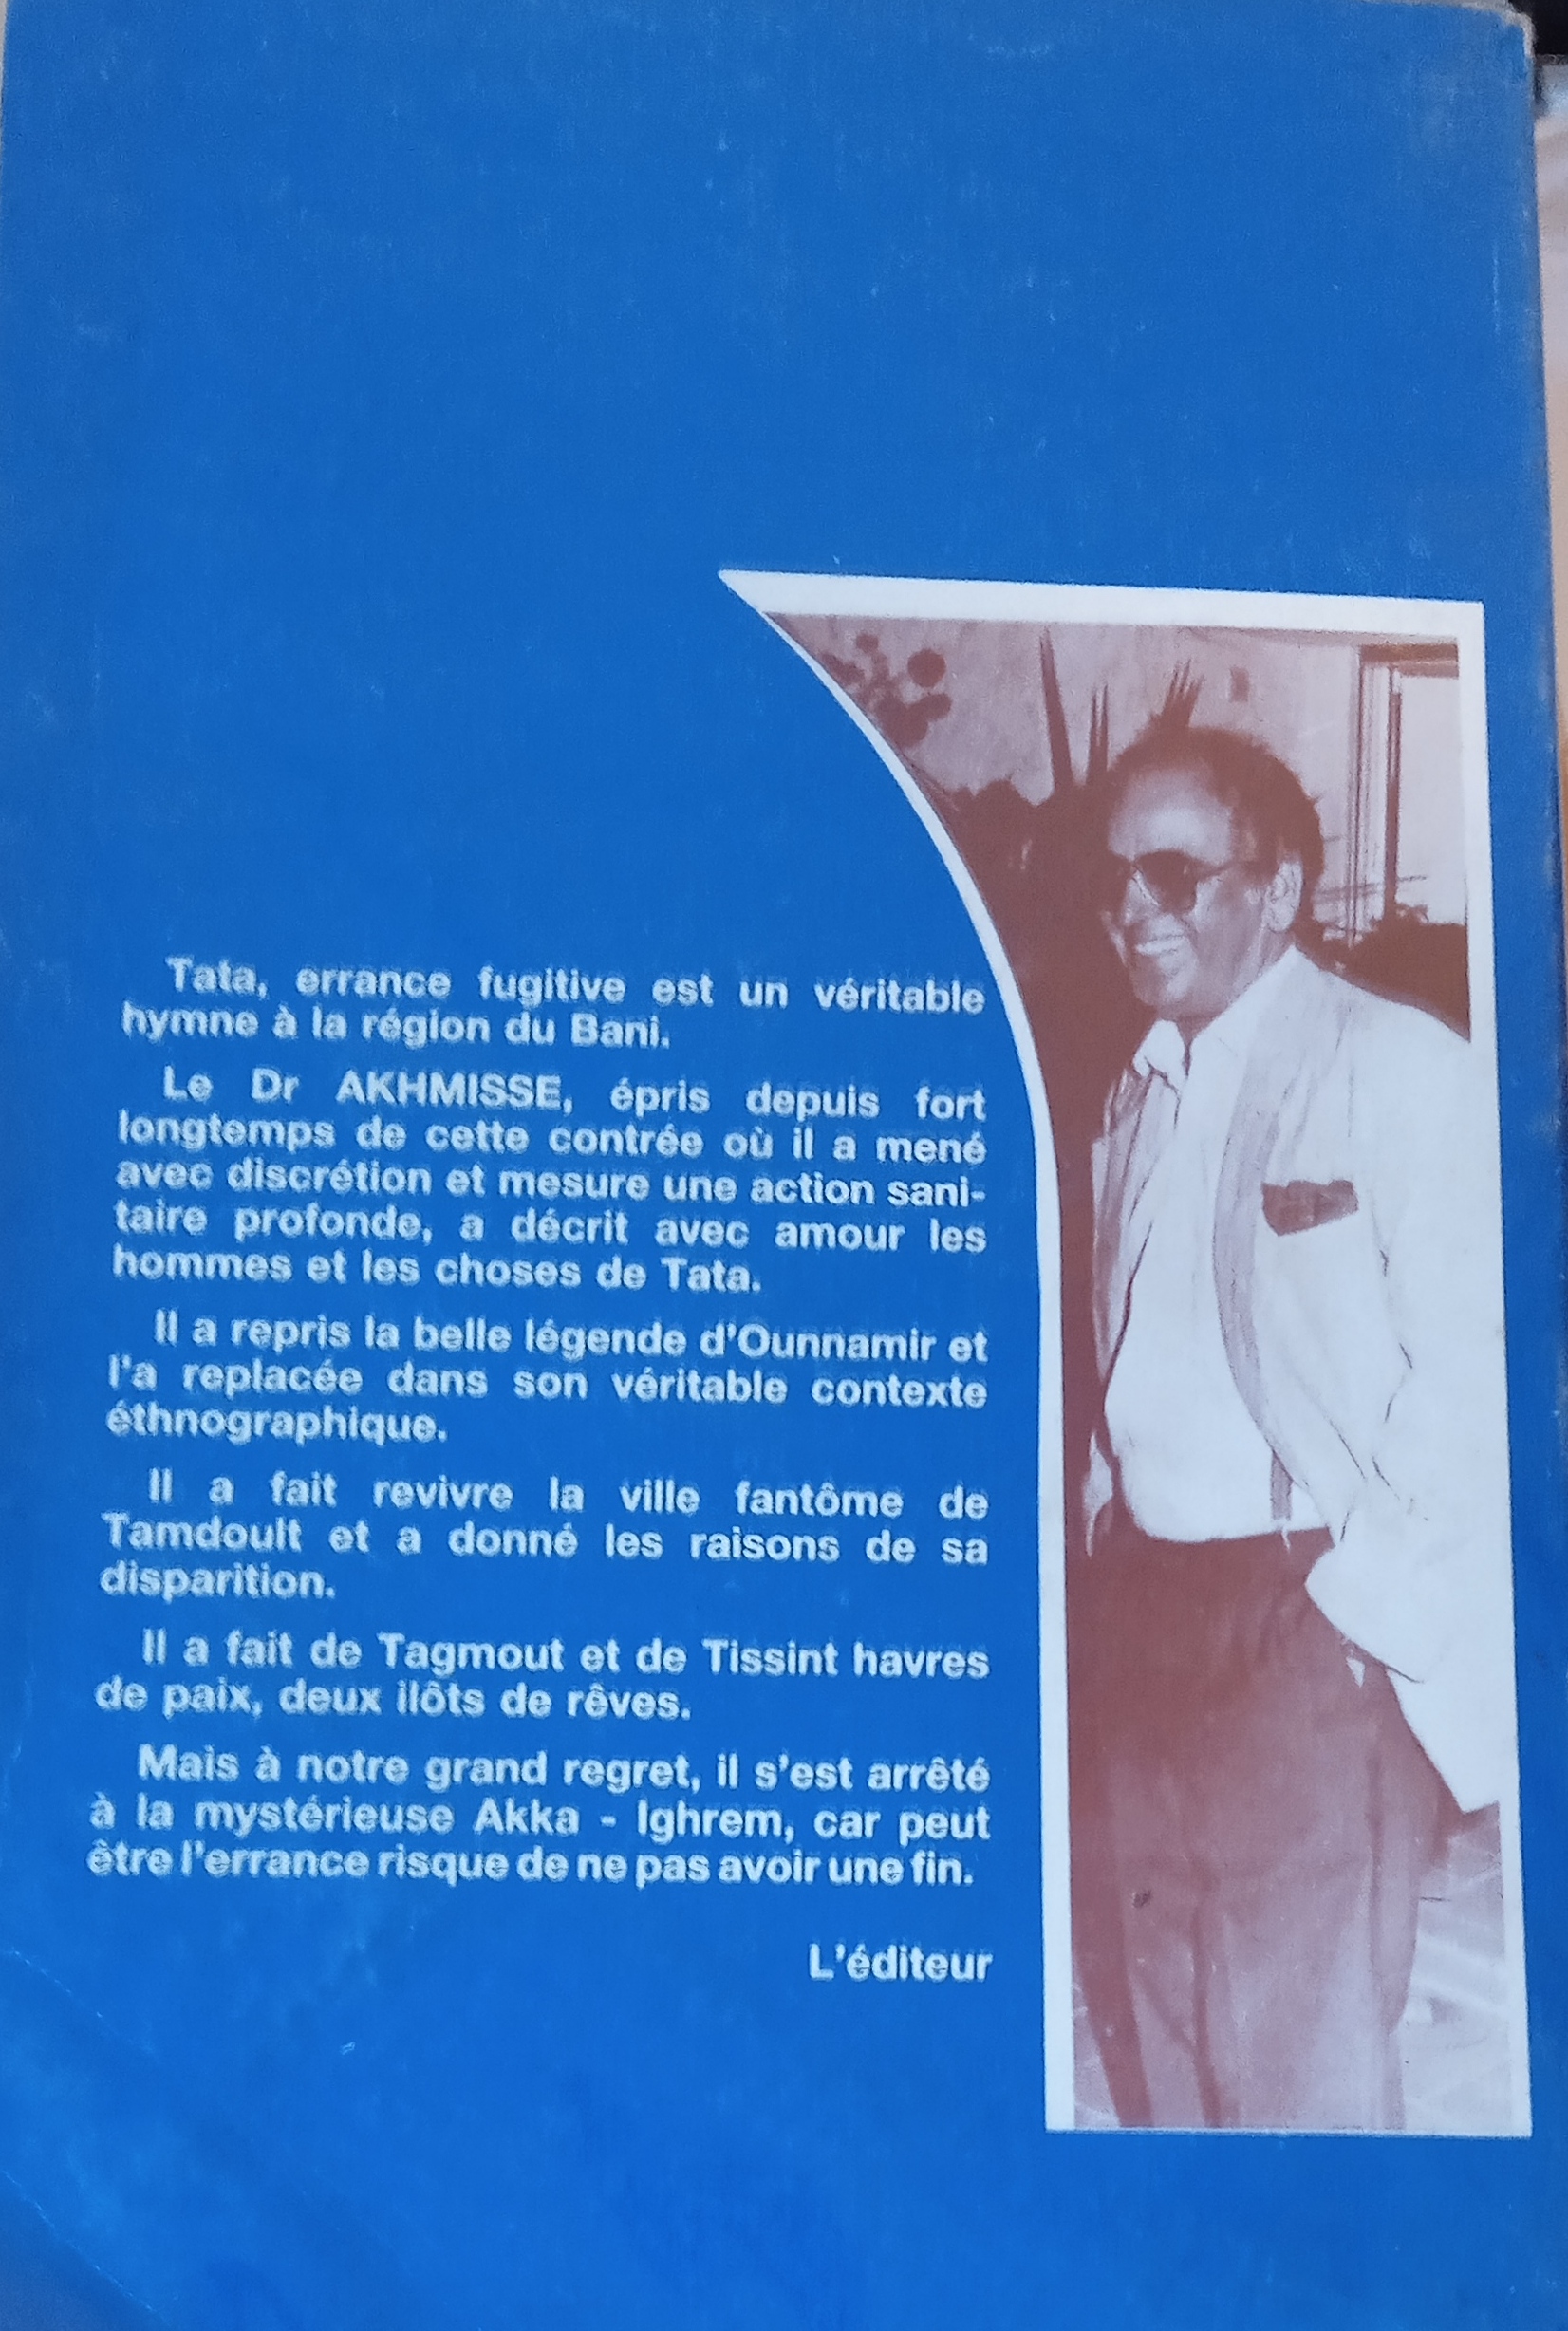 Tata, errance fugitive est un véritable
hymne à la région du Bani.
Le Dr AKHMISSE, épris depuis fort
longtemps de cette contrée où il a mené
avec discrétion et mesure une action sani-
taire profonde, a décrit avec amour les
hommes et les choses de Tata.
Il a repris la belle légende d'Ounnamir et
l'a replacée dans son véritable contexte
éthnographique.
Il a fait revivre la ville fantôme de
Tamdoult et a donné les raisons de sa
disparition.
Il a fait de Tagmout et de Tissint havres
de paix, deux ilôts de rêves.
Mais à notre grand regret, il s'est arrêté
à la mystérieuse Akka - Ighrem, car peut
être l'errance risque de ne pas avoir une fin.
L'éditeur